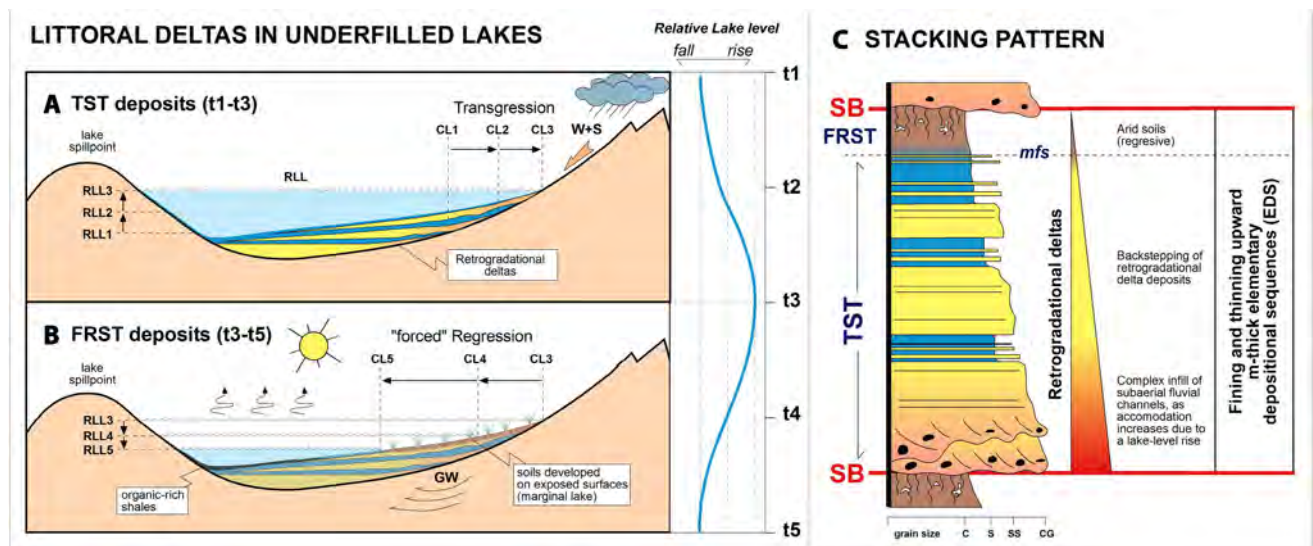 LITTORAL DELTAS IN UNDERFILLED LAKES
Relative Lake level
fall rise
A TST deposits (t1-t3)
lake
spillpoint
Transgression
CL1 CL2 CL3
W+S
RLL
RLL3
RLL2
RLL1
Retrogradational
deltas
B FRST deposits (t3-t5)
lake
spillpoint
"forced" Regression
CL5 CL4 CL3
RLL3
RLL4
RLL5
organic-rich
shales
GW
soils developed
on exposed surfaces
(marginal lake)
t1
t2
t3
t4
t5
C STACKING PATTERN
SB
FRST
mfs
TST
SB
Retrogradational deltas
Arid soils
(regresive)
Backstepping of
retrogradational
delta deposits
Complex infill of
subaerial fluvial
channels, as
accomodation
increases due to
a lake-level rise
Fining and thinning upward
m-thick elementary
depositional sequences (EDS)
grain size C S SS CG